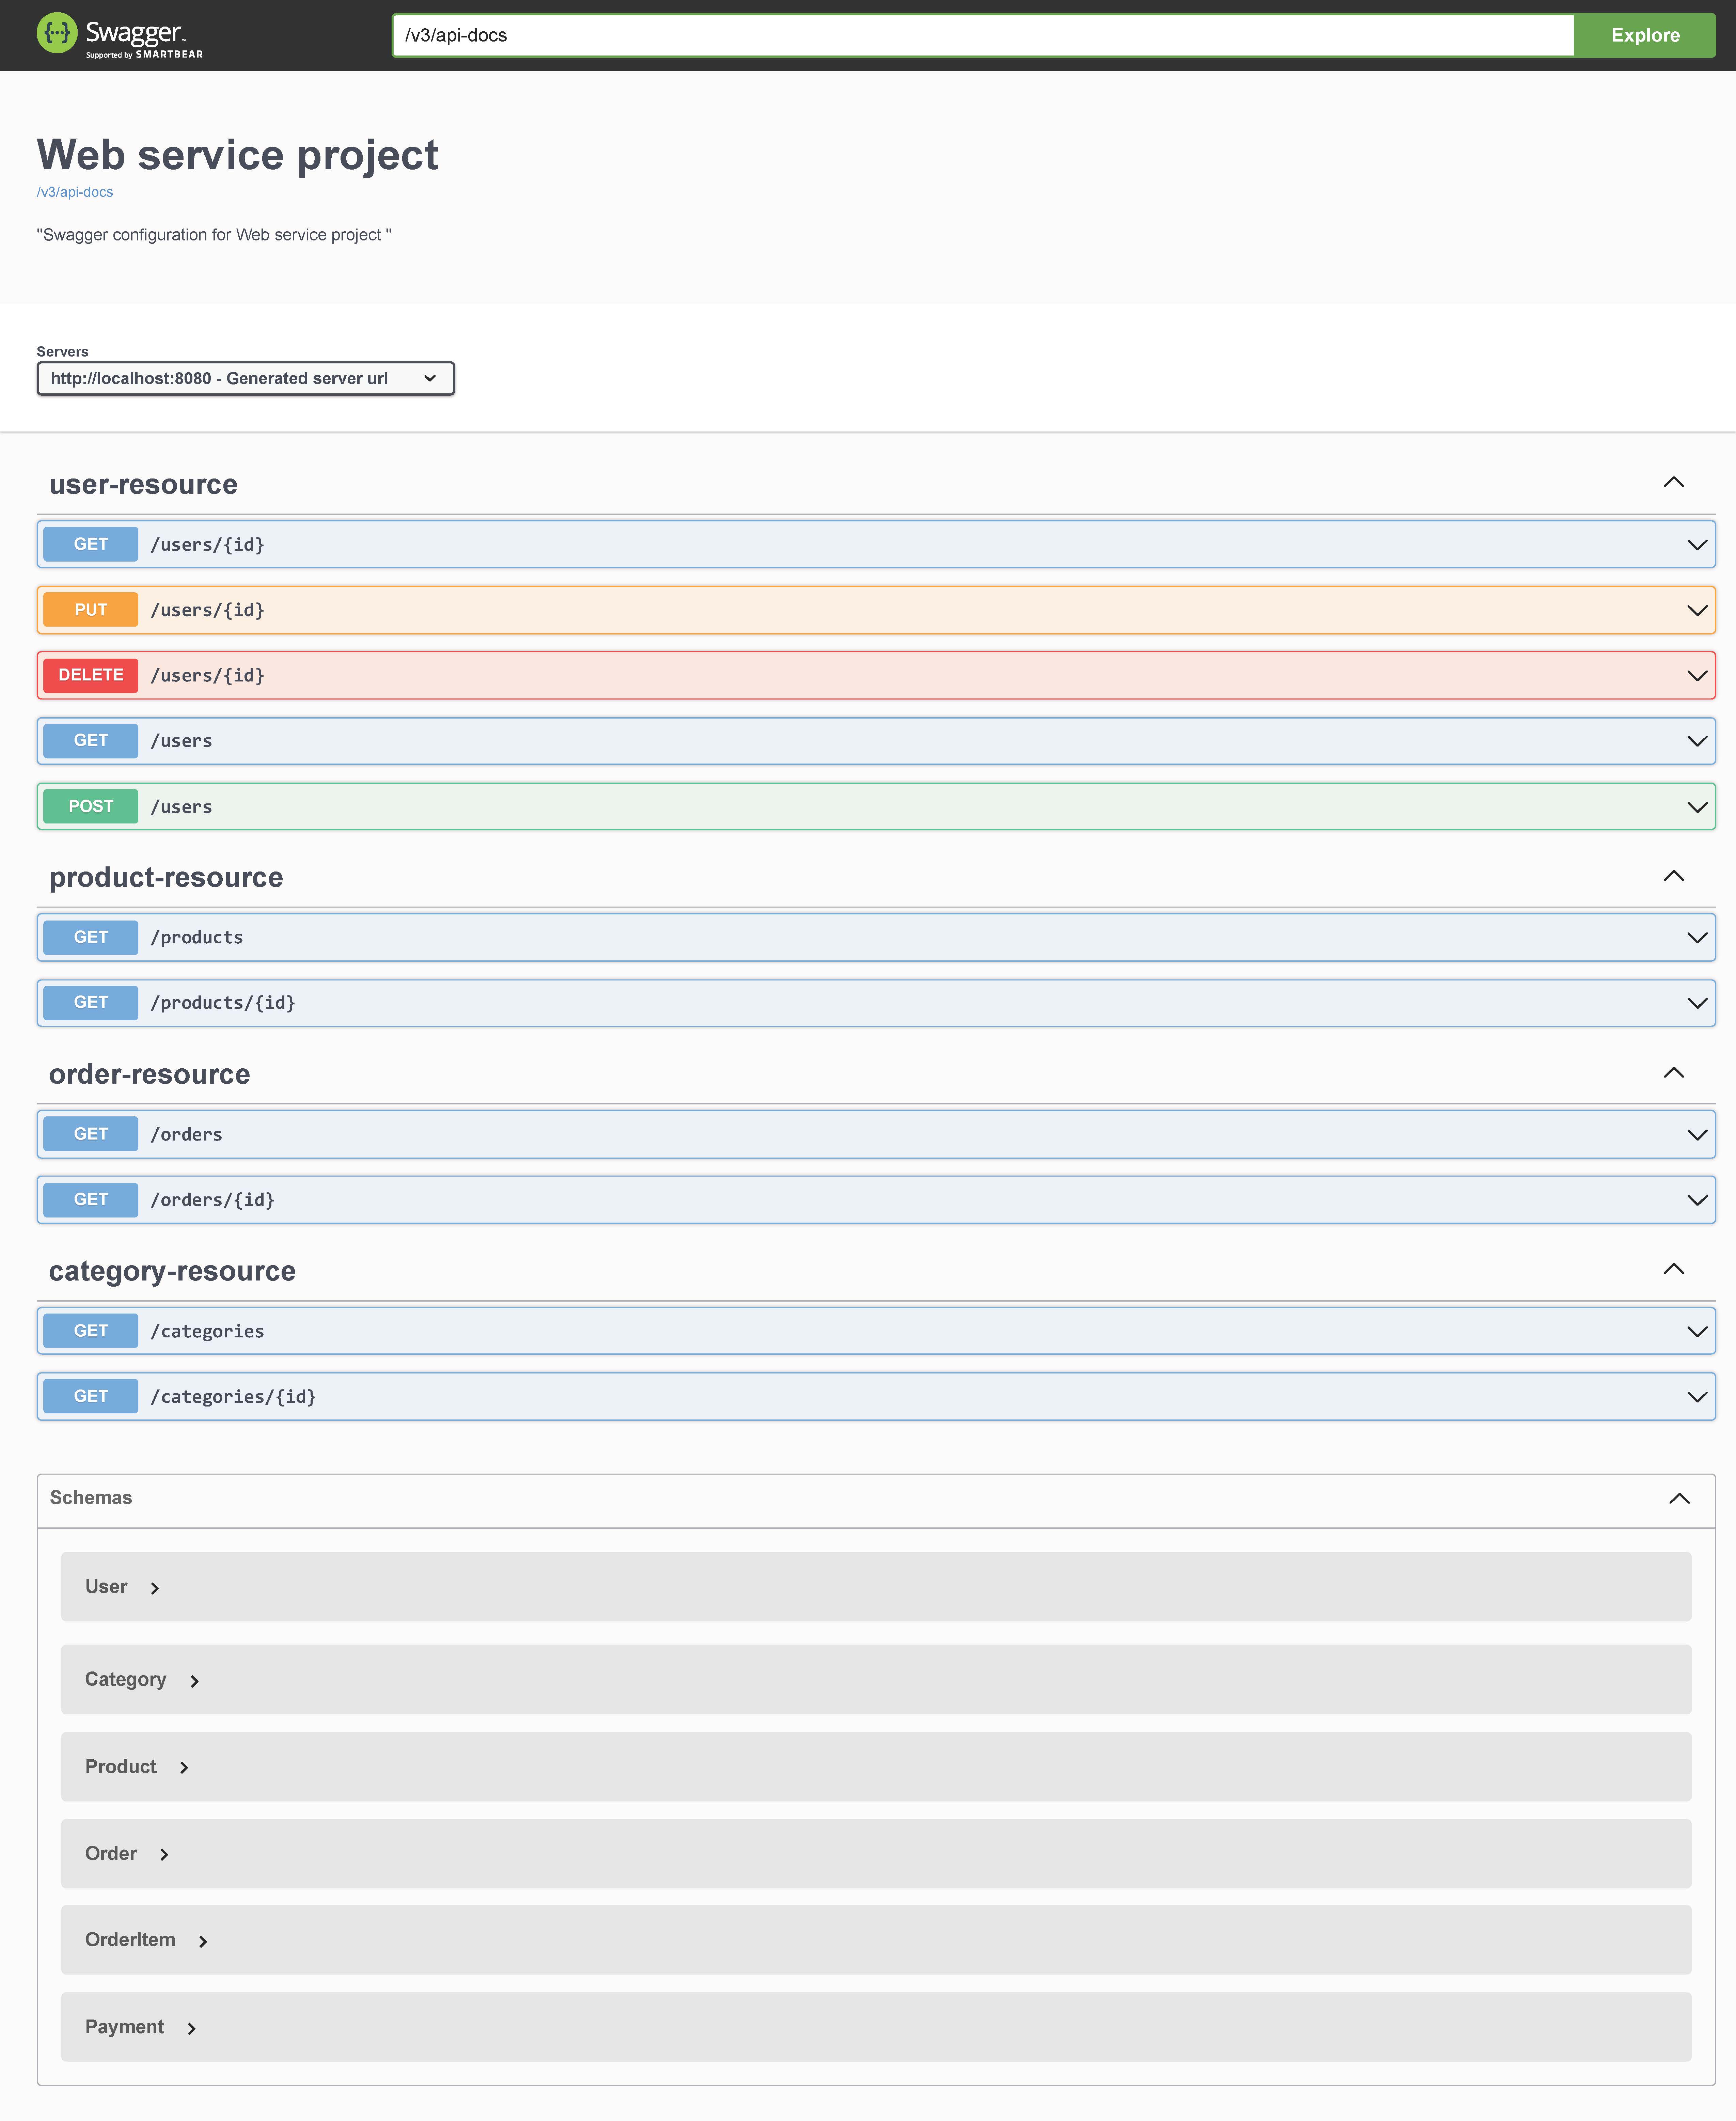 Swagger™
Supported by SMARTBEAR
/v3/api-docs
Explore
Web service project
/v3/api-docs
"Swagger configuration for Web service project "
Servers
http://localhost:8080 - Generated server url
user-resource
GET /users/{id}
PUT /users/{id}
DELETE /users/{id}
GET /users
POST /users
product-resource
GET /products
GET /products/{id}
order-resource
GET /orders
GET /orders/{id}
category-resource
GET /categories
GET /categories/{id}
Schemas
User
Category
Product
Order
OrderItem
Payment